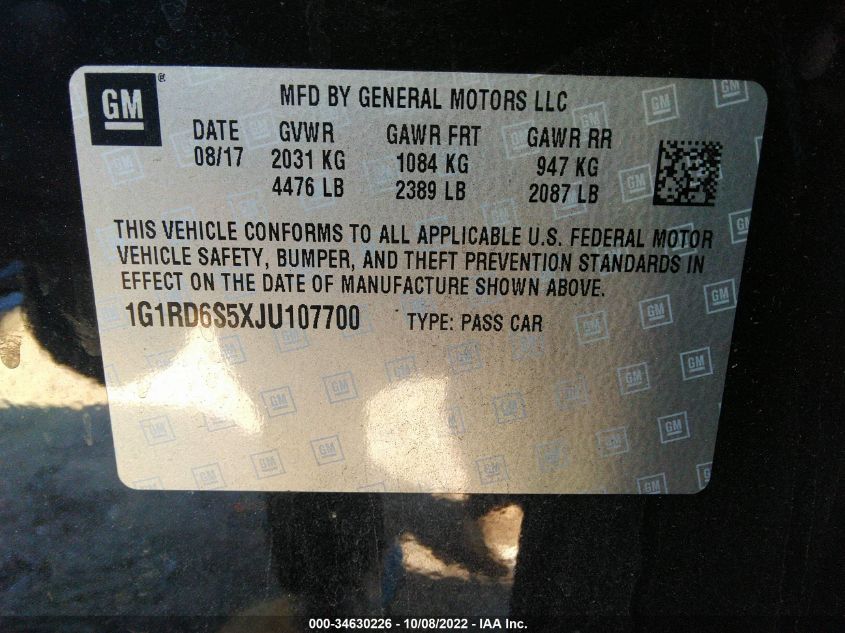 GM ®
MFD BY GENERAL MOTORS LLC
DATE GVWR GAWR FRT GAWR RR
08/17 2031 KG 1084 KG 947 KG
4476 LB 2389 LB 2087 LB
THIS VEHICLE CONFORMS TO ALL APPLICABLE U.S. FEDERAL MOTOR
VEHICLE SAFETY, BUMPER, AND THEFT PREVENTION STANDARDS IN
EFFECT ON THE DATE OF MANUFACTURE SHOWN ABOVE.
1G1RD6S5XJU107700 TYPE: PASS CAR
000-34630226 - 10/08/2022 - IAA Inc.